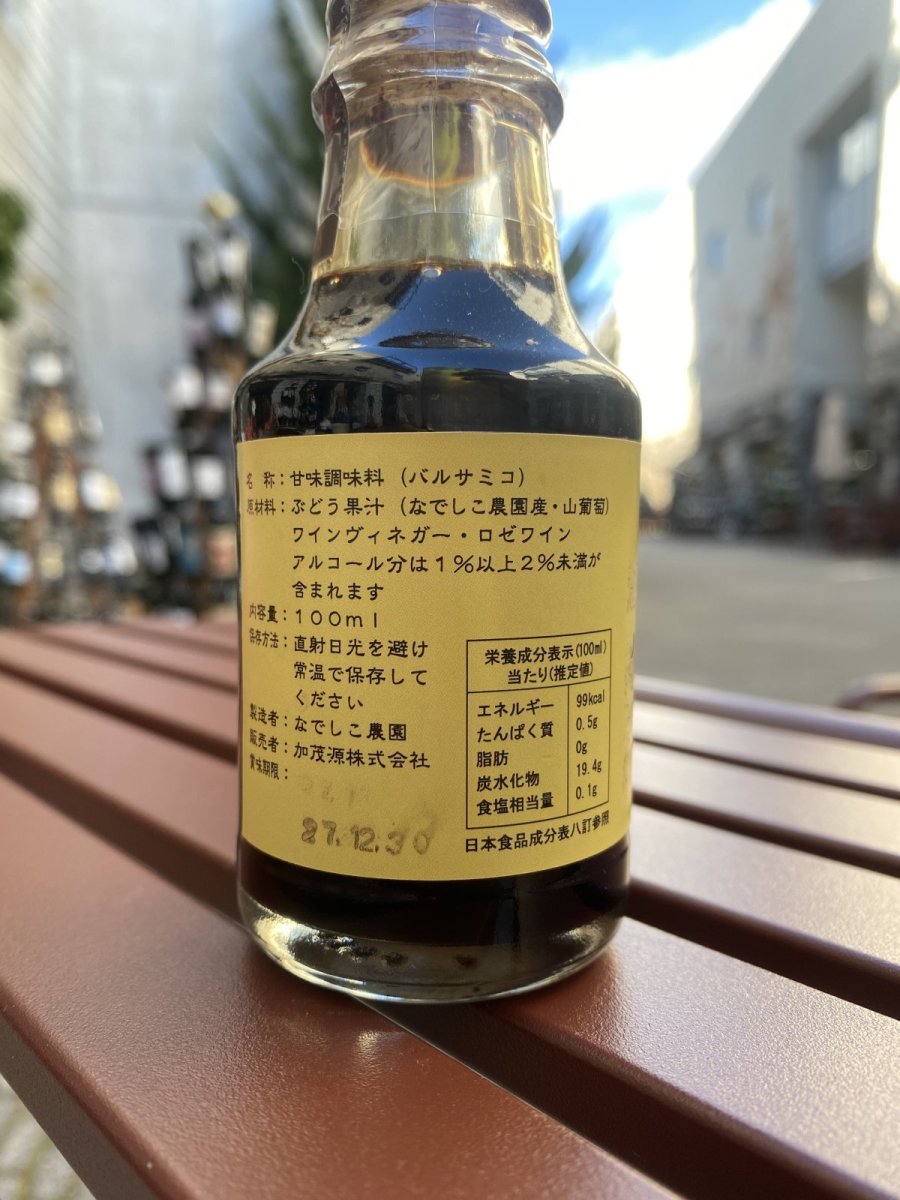 名 称：甘味調味料（バルサミコ）
原材料：ぶどう果汁（なでしこ農園産・山葡萄）
ワインヴィネガー・ロゼワイン
アルコール分は１％以上２％未満が
含まれます
内容量：１００ｍｌ
保存方法：直射日光を避け
常温で保存して
ください
製造者：なでしこ農園
販売者：加茂源株式会社
賞味期限：
27.12.30
栄養成分表示(100ml)
当たり(推定値)
エネルギー 99kcal
たんぱく質 0.5g
脂肪 0g
炭水化物 19.4g
食塩相当量 0.1g
日本食品成分表八訂参照